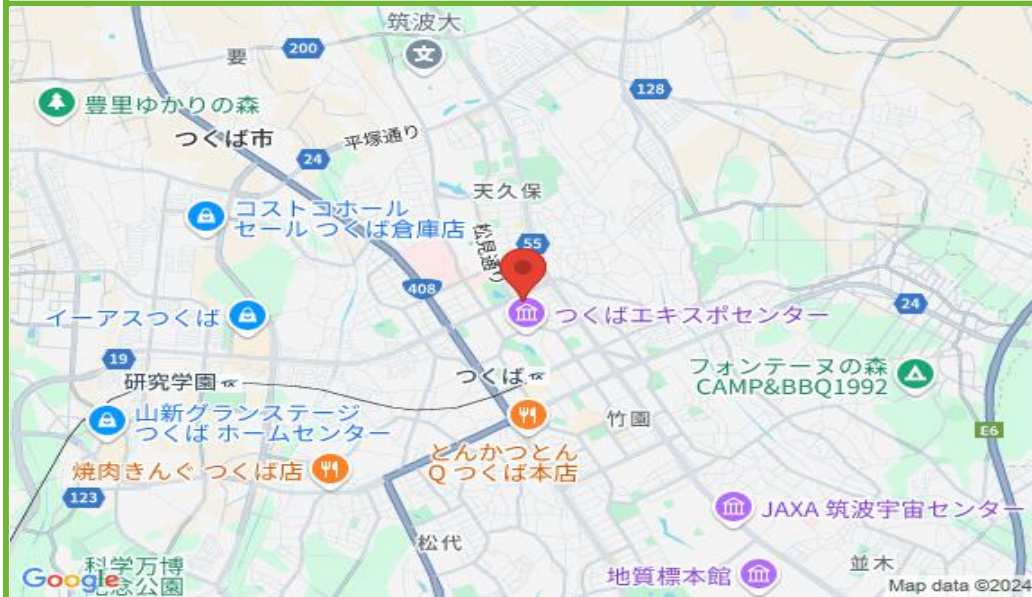 筑波大
要
200
128
豊里ゆかりの森
つくば市
平塚通り
24
天久保
コストコホール
セール つくば倉庫店
松見通り
55
408
24
イーアスつくば
つくばエキスポセンター
19
研究学園
つくば
フォンテーヌの森
CAMP&BBQ1992
山新グランステージ
つくば ホームセンター
竹園
E6
とんかつとん
Q つくば本店
焼肉きんぐ つくば店
123
JAXA 筑波宇宙センター
松代
科学万博
記念公園
地質標本館
並木
Google
Map data ©2024